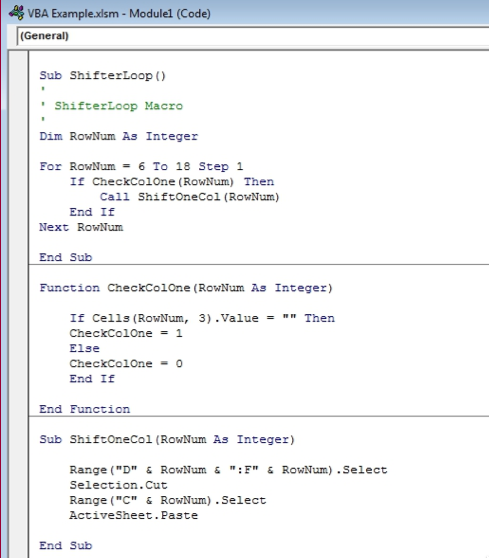 VBA Example.xlsm - Module1 (Code)
(General)
Sub ShifterLoop()
'
' ShifterLoop Macro
'
Dim RowNum As Integer
For RowNum = 6 To 18 Step 1
If CheckColOne(RowNum) Then
Call ShiftOneCol(RowNum)
End If
Next RowNum
End Sub
Function CheckColOne(RowNum As Integer)
If Cells(RowNum, 3).Value = "" Then
CheckColOne = 1
Else
CheckColOne = 0
End If
End Function
Sub ShiftOneCol(RowNum As Integer)
Range("D" & RowNum & ":F" & RowNum).Select
Selection.Cut
Range("C" & RowNum).Select
ActiveSheet.Paste
End Sub